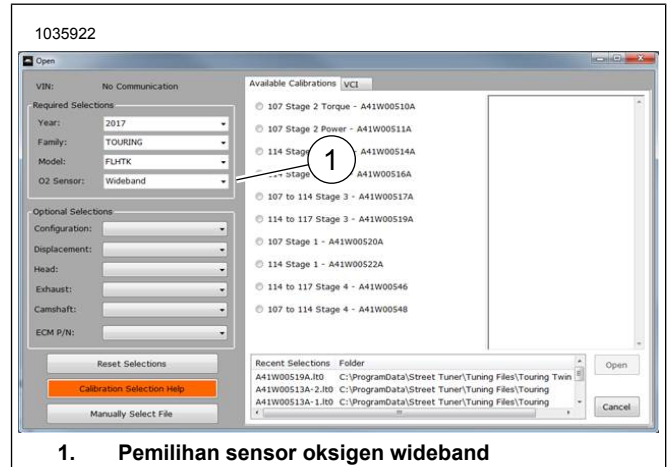 1035922
Open
VIN: No Communication
Required Selections
Year: 2017
Family: TOURING
Model: FLHTK
O2 Sensor: Wideband
Optional Selections
Configuration:
Displacement:
Head:
Exhaust:
Camshaft:
ECM P/N:
Reset Selections
Calibration Selection Help
Manually Select File
Available Calibrations VCI
107 Stage 2 Torque - A41W00510A
107 Stage 2 Power - A41W00511A
114 Stage A41W00514A
Stage A41W00516A
107 to 114 Stage 3 - A41W00517A
114 to 117 Stage 3 - A41W00519A
107 Stage 1 - A41W00520A
114 Stage 1 - A41W00522A
114 to 117 Stage 4 - A41W00546
107 to 114 Stage 4 - A41W00548
1
Recent Selections Folder
A41W00519A.lt0 C:\ProgramData\Street Tuner\Tuning Files\Touring Twin
A41W00513A-2.lt0 C:\ProgramData\Street Tuner\Tuning Files\Touring
A41W00513A-1.lt0 C:\ProgramData\Street Tuner\Tuning Files\Touring
Open
Cancel
1. Pemilihan sensor oksigen wideband